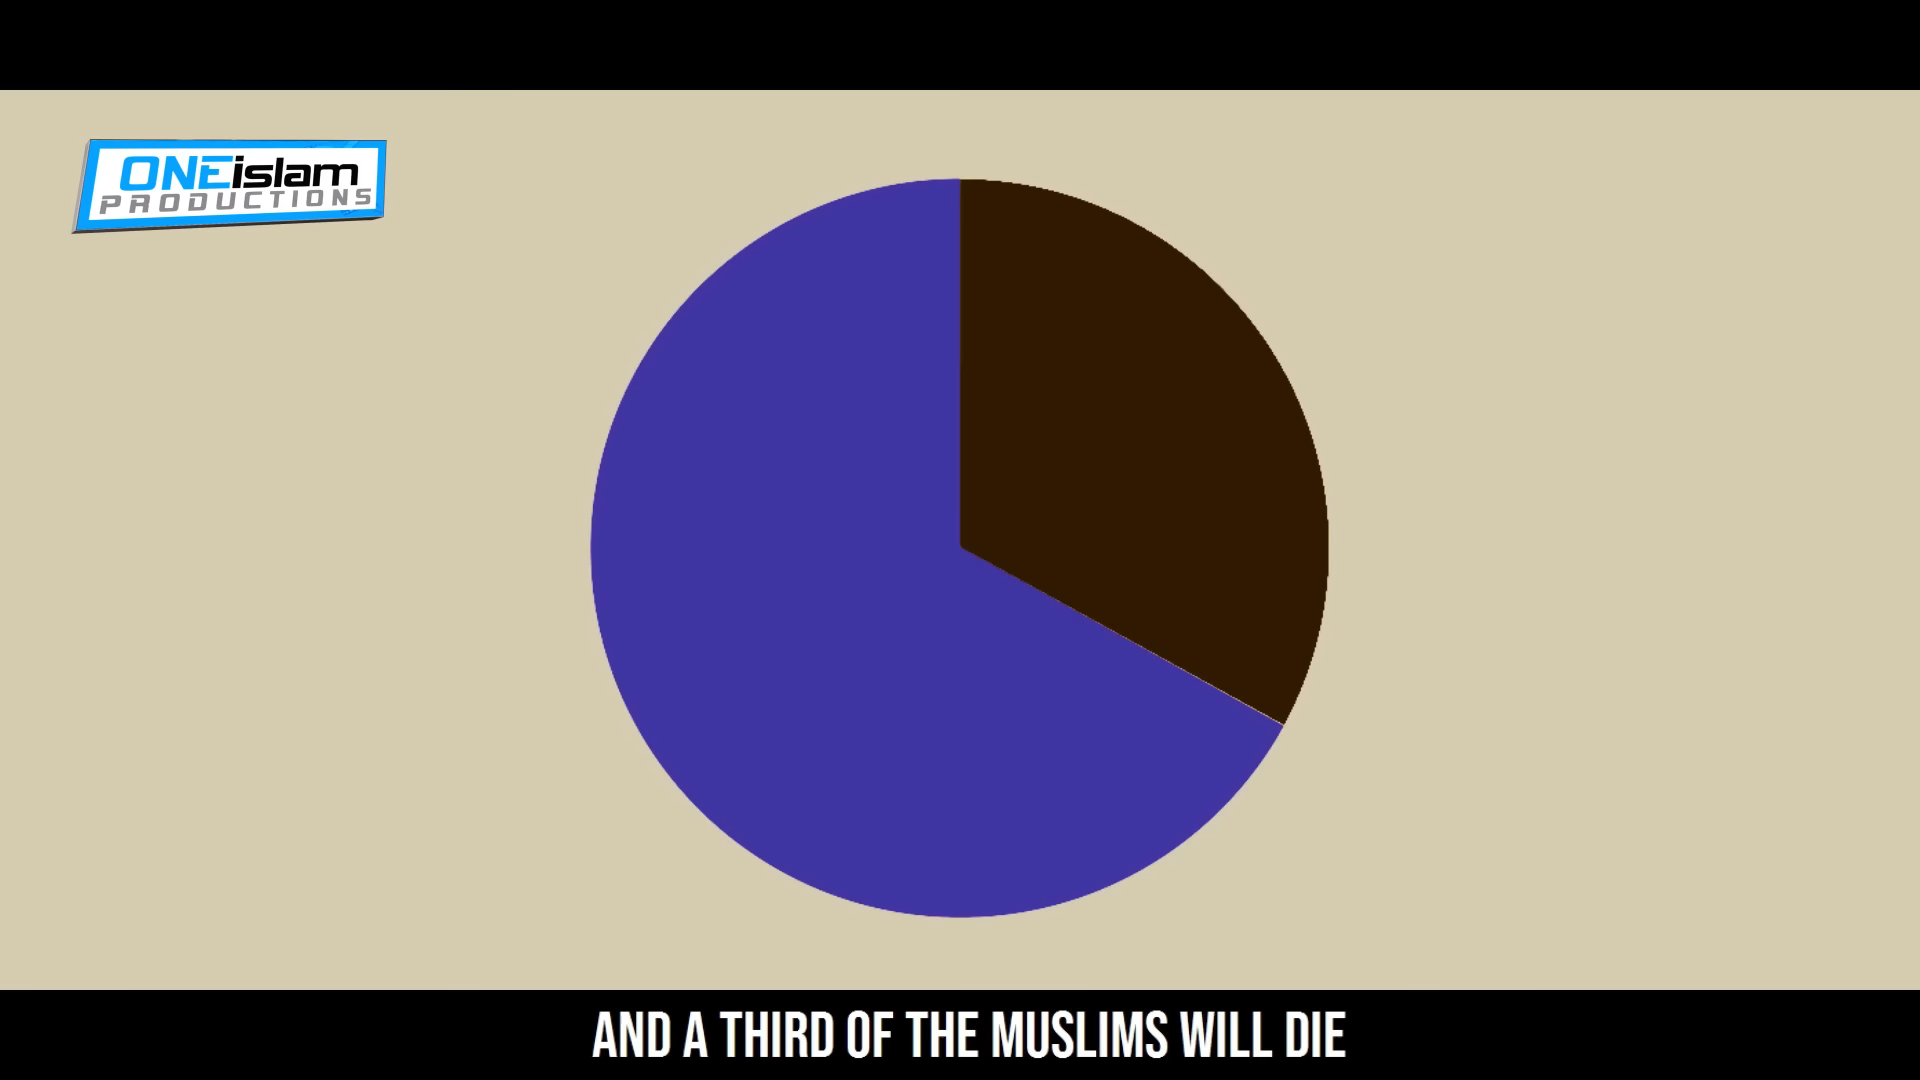 ONEislam
PRODUCTIONS
AND A THIRD OF THE MUSLIMS WILL DIE